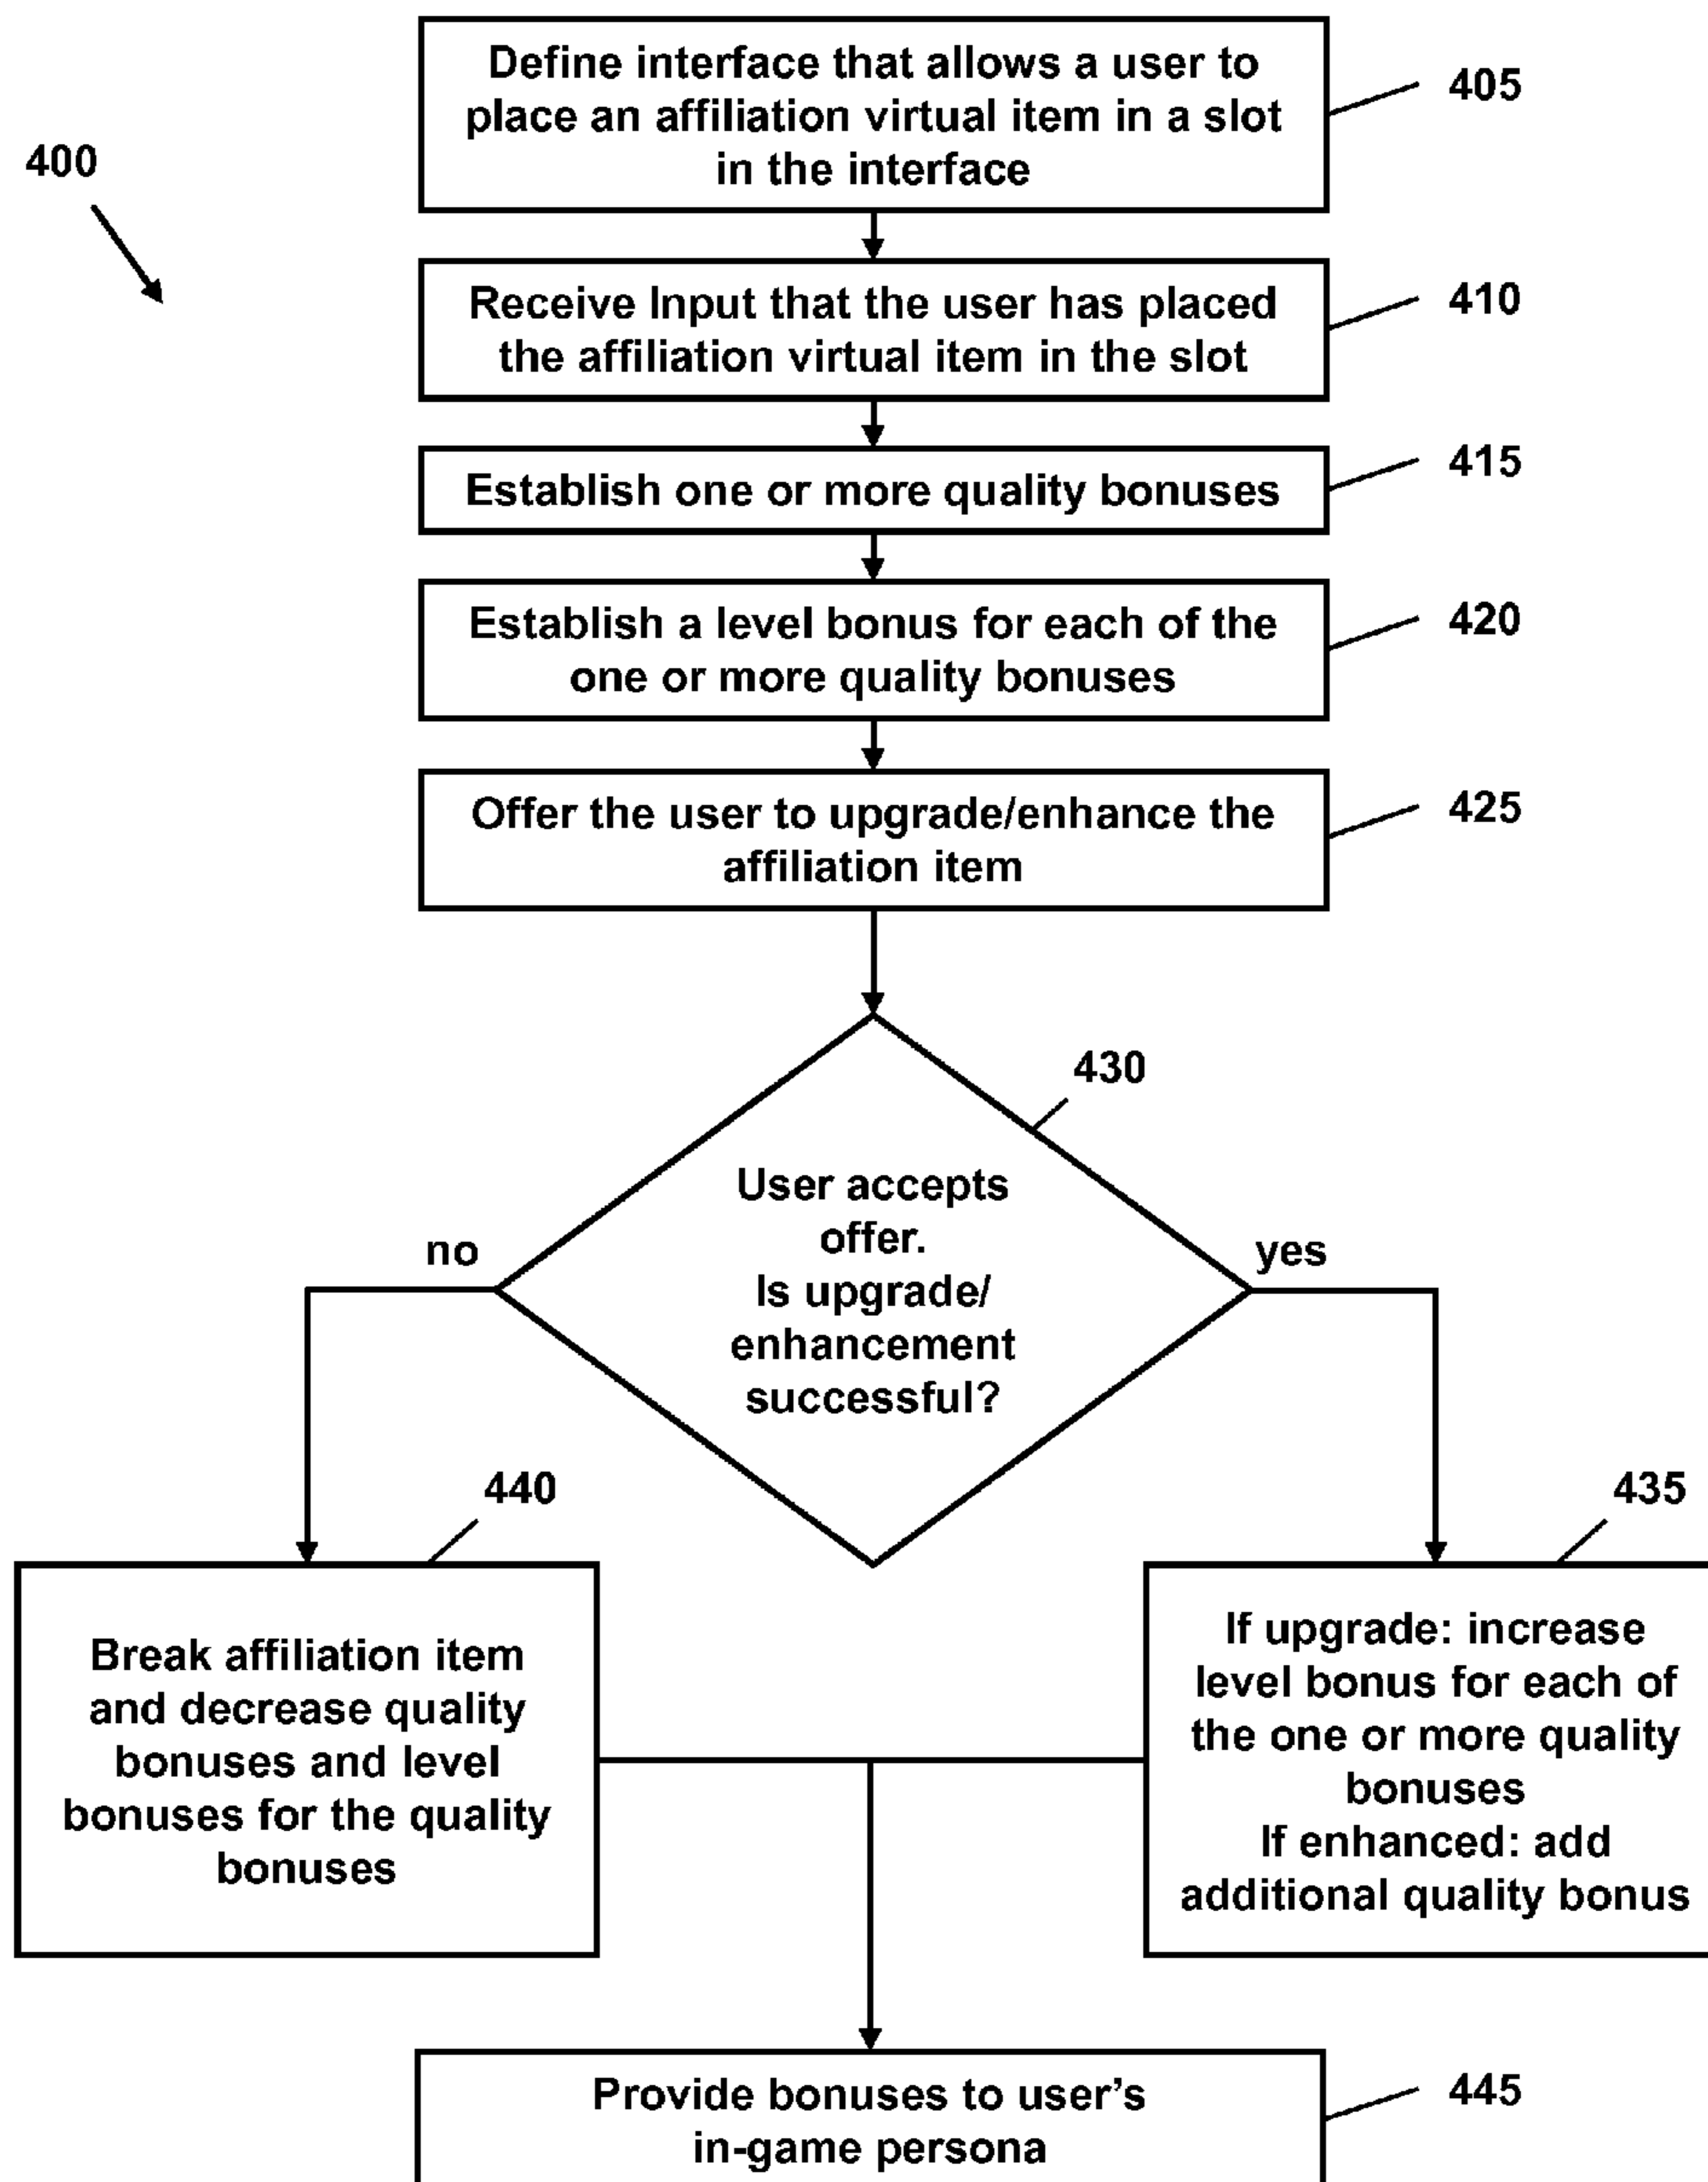 Define interface that allows a user to
place an affiliation virtual item in a slot
in the interface
405
400
Receive Input that the user has placed
the affiliation virtual item in the slot
410
Establish one or more quality bonuses
415
Establish a level bonus for each of the
one or more quality bonuses
420
Offer the user to upgrade/enhance the
affiliation item
425
430
User accepts
offer.
Is upgrade/
enhancement
successful?
no
yes
440
435
Break affiliation item
and decrease quality
bonuses and level
bonuses for the quality
bonuses
If upgrade: increase
level bonus for each of
the one or more quality
bonuses
If enhanced: add
additional quality bonus
Provide bonuses to user's
in-game persona
445